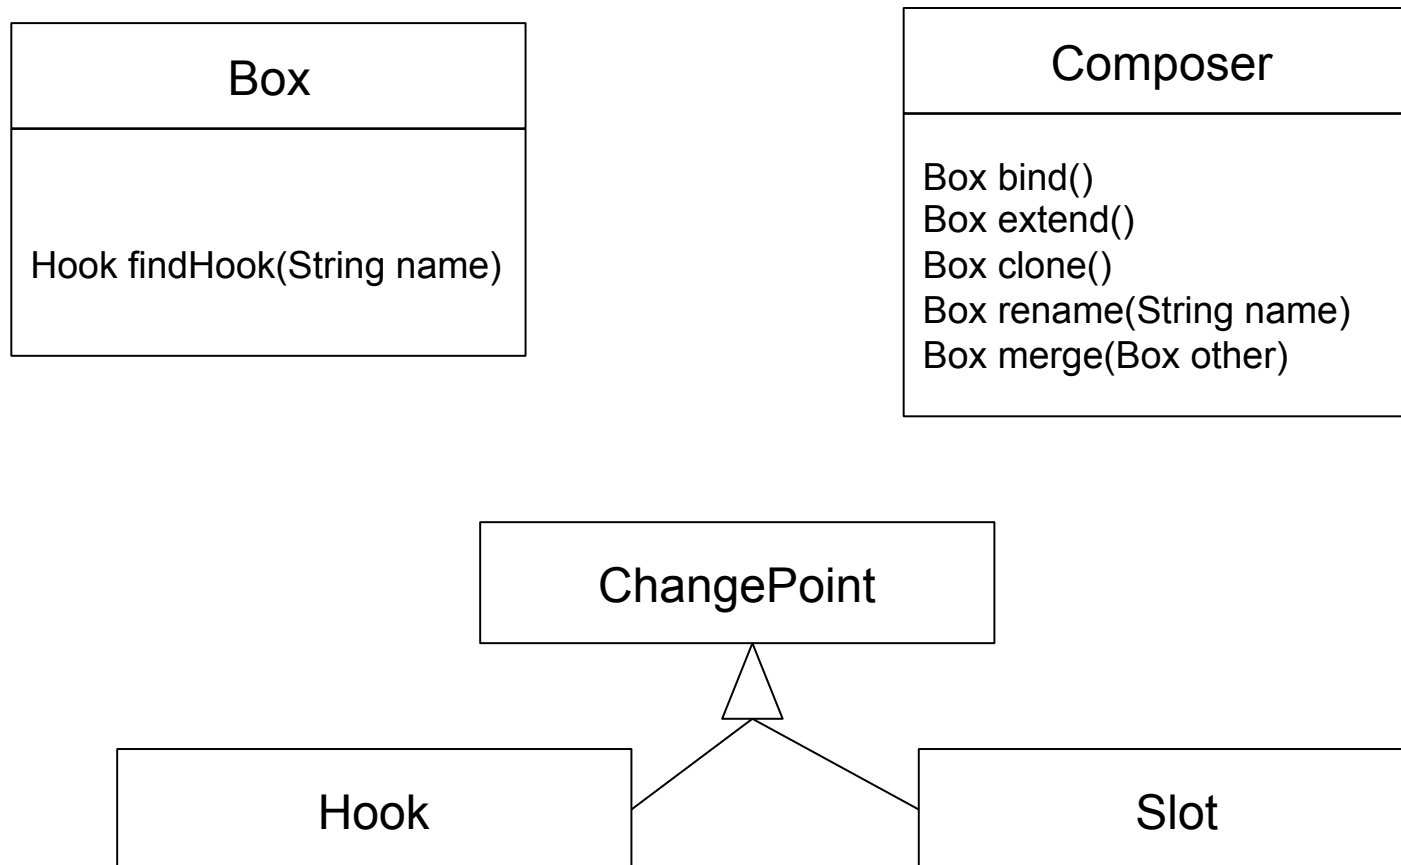 Box
Hook findHook(String name)
Composer
Box bind()
Box extend()
Box clone()
Box rename(String name)
Box merge(Box other)
ChangePoint
Hook
Slot